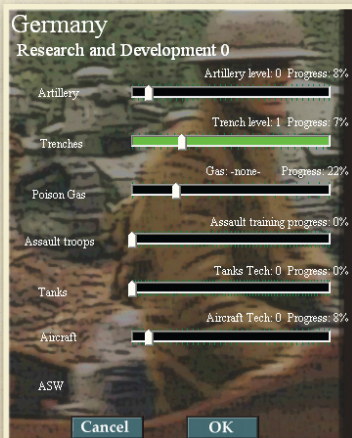 Germany
Research and Development 0
Artillery level: 0 Progress: 8%
Artillery
Trench level: 1 Progress: 7%
Trenches
Gas: -none- Progress: 22%
Poison Gas
Assault training progress: 0%
Assault troops
Tanks Tech: 0 Progress: 0%
Tanks
Aircraft Tech: 0 Progress: 8%
Aircraft
ASW
Cancel OK